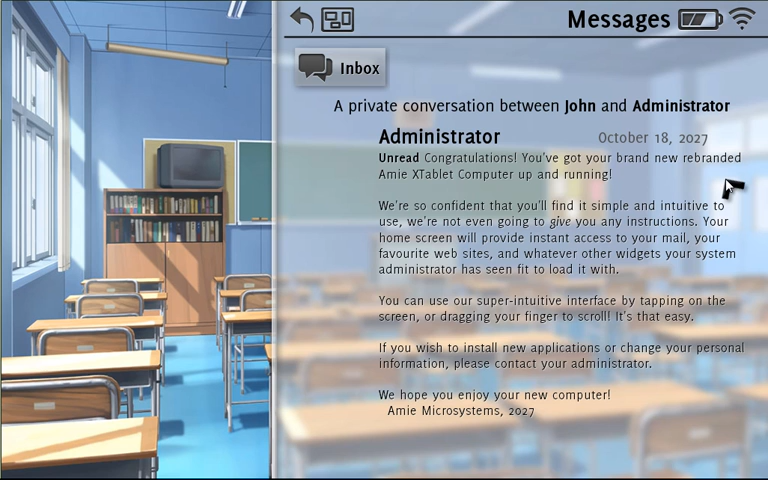 Messages
Inbox
A private conversation between John and Administrator
Administrator October 18, 2027
Unread Congratulations! You've got your brand new rebranded
Amie XTablet Computer up and running!
We're so confident that you'll find it simple and intuitive to
use, we're not even going to give you any instructions. Your
home screen will provide instant access to your mail, your
favourite web sites, and whatever other widgets your system
administrator has seen fit to load it with.
You can use our super-intuitive interface by tapping on the
screen, or dragging your finger to scroll! It's that easy.
If you wish to install new applications or change your personal
information, please contact your administrator.
We hope you enjoy your new computer!
Amie Microsystems, 2027